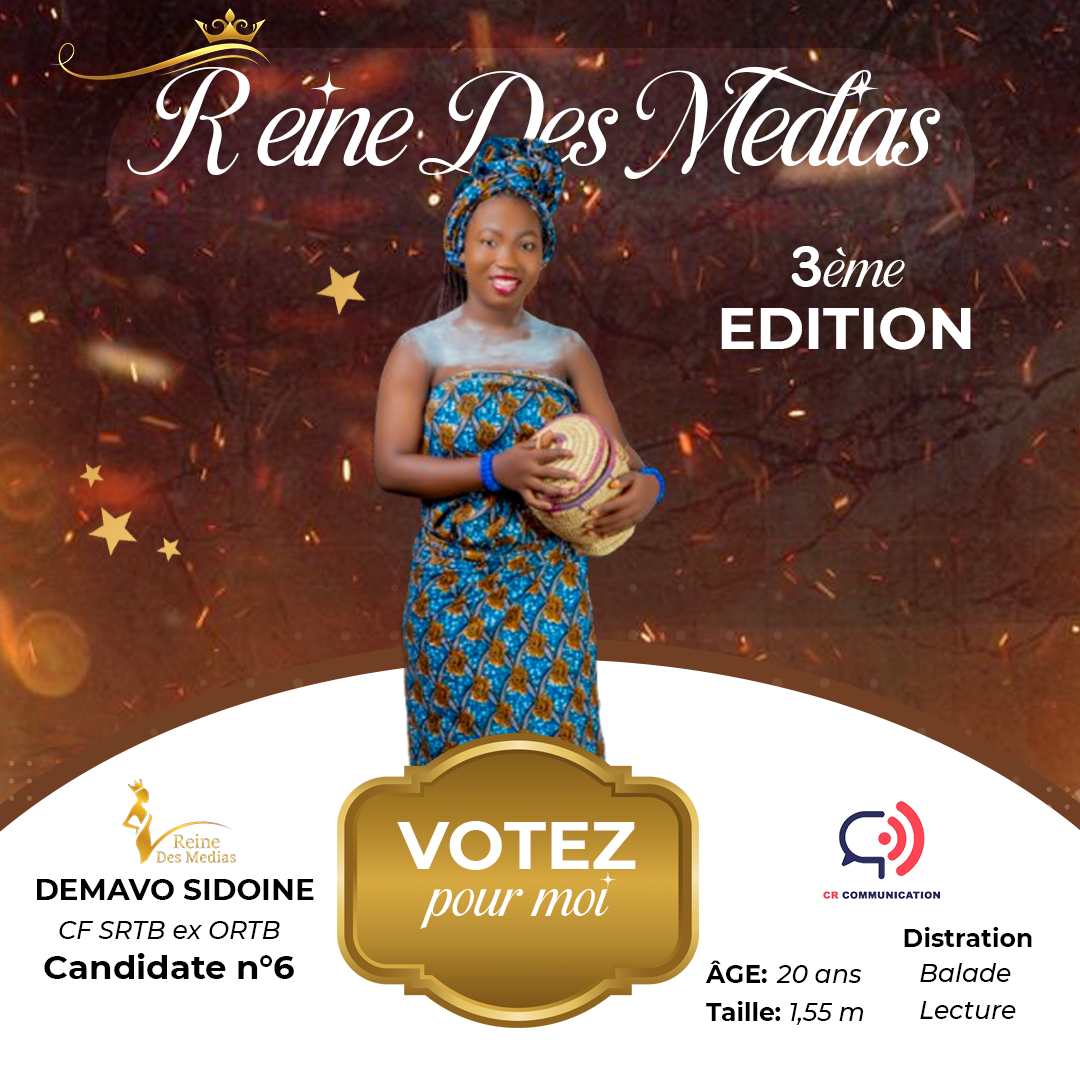 Reine Des Medias
3ème
EDITION
VOTEZ
pour moi
Reine
Des Medias
DEMAVO SIDOINE
CF SRTB ex ORTB
Candidate n°6
CR COMMUNICATION
ÂGE: 20 ans
Taille: 1,55 m
Distration
Balade
Lecture